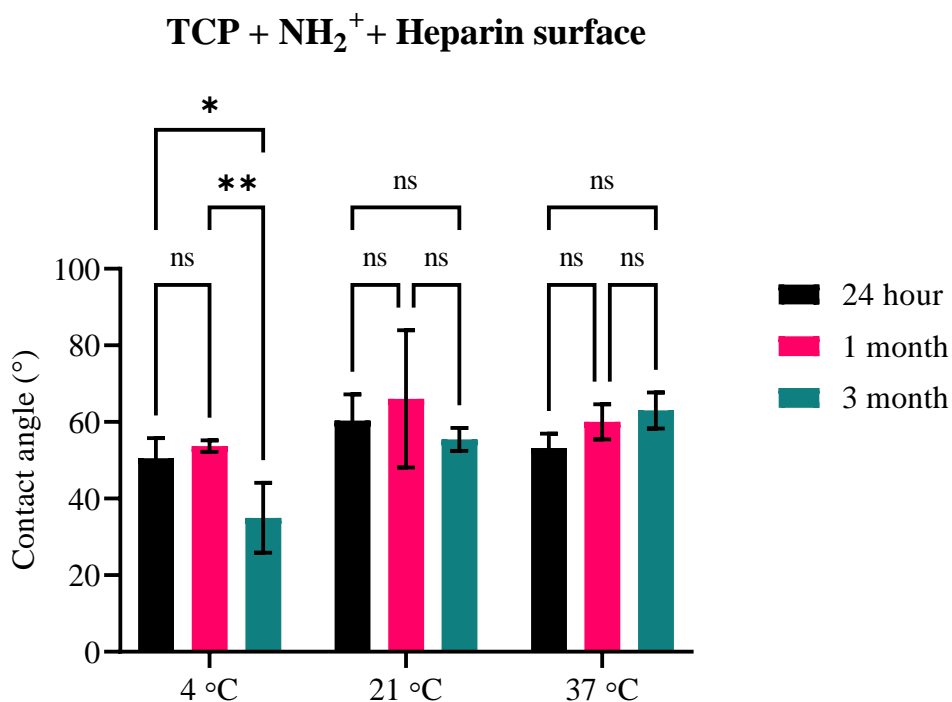 TCP + NH₂⁺ + Heparin surface
*
**
ns
ns
ns
ns
ns
ns
ns
100
80
60
40
20
0
Contact angle (°)
4 °C
21 °C
37 °C
24 hour
1 month
3 month